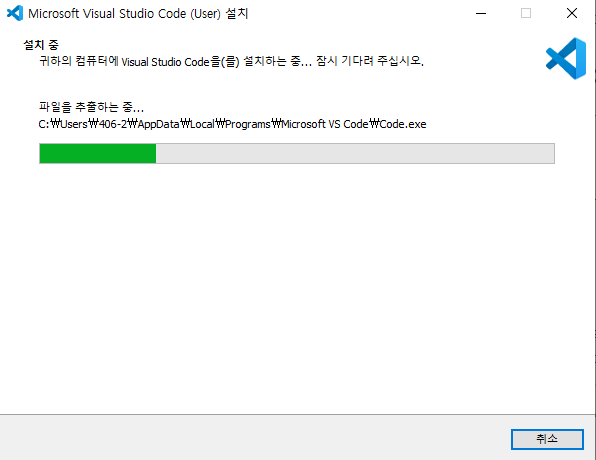 Microsoft Visual Studio Code (User) 설치
설치 중
귀하의 컴퓨터에 Visual Studio Code을(를) 설치하는 중... 잠시 기다려 주십시오.
파일을 추출하는 중...
C:₩Users₩406-2₩AppData₩Local₩Programs₩Microsoft VS Code₩Code.exe
취소